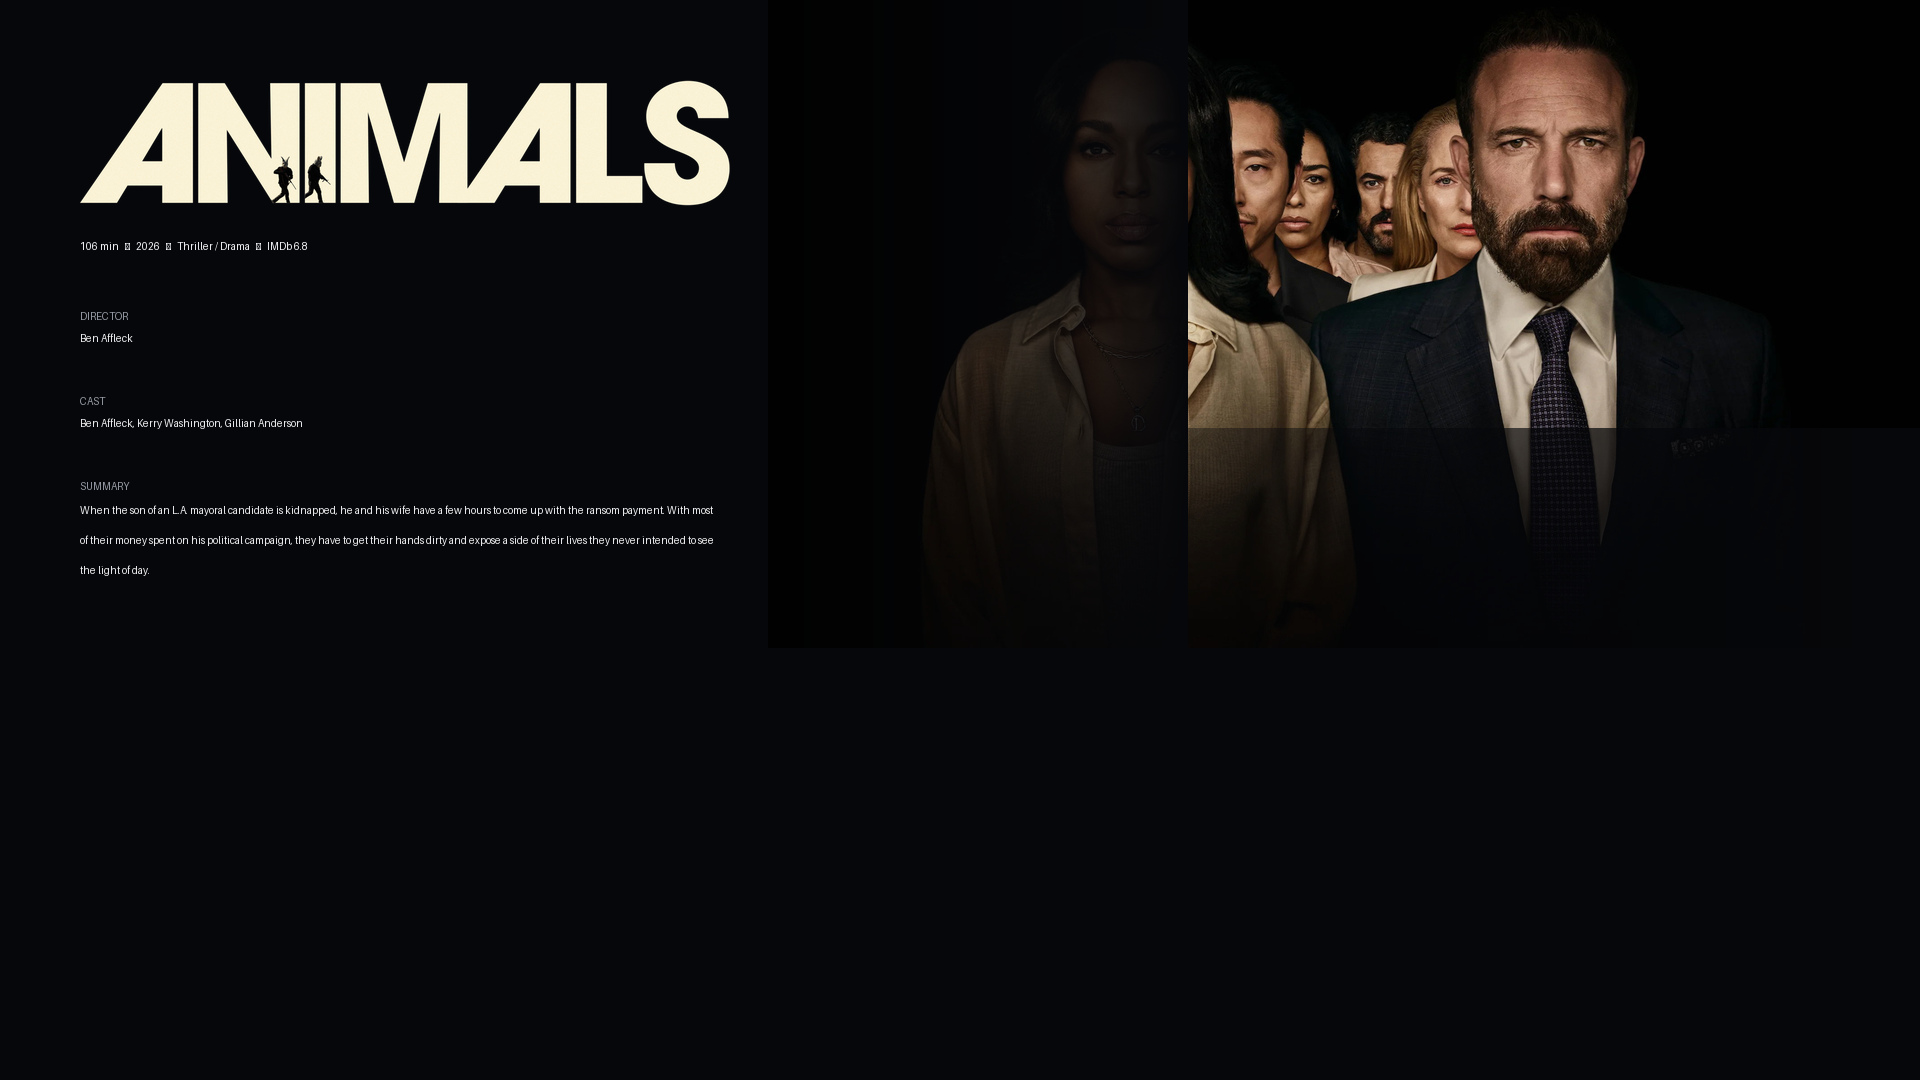 ANIMALS
106 min ▯ 2026 ▯ Thriller / Drama ▯ IMDb 6.8
DIRECTOR
Ben Affleck
CAST
Ben Affleck, Kerry Washington, Gillian Anderson
SUMMARY
When the son of an L.A. mayoral candidate is kidnapped, he and his wife have a few hours to come up with the ransom payment. With most
of their money spent on his political campaign, they have to get their hands dirty and expose a side of their lives they never intended to see
the light of day.